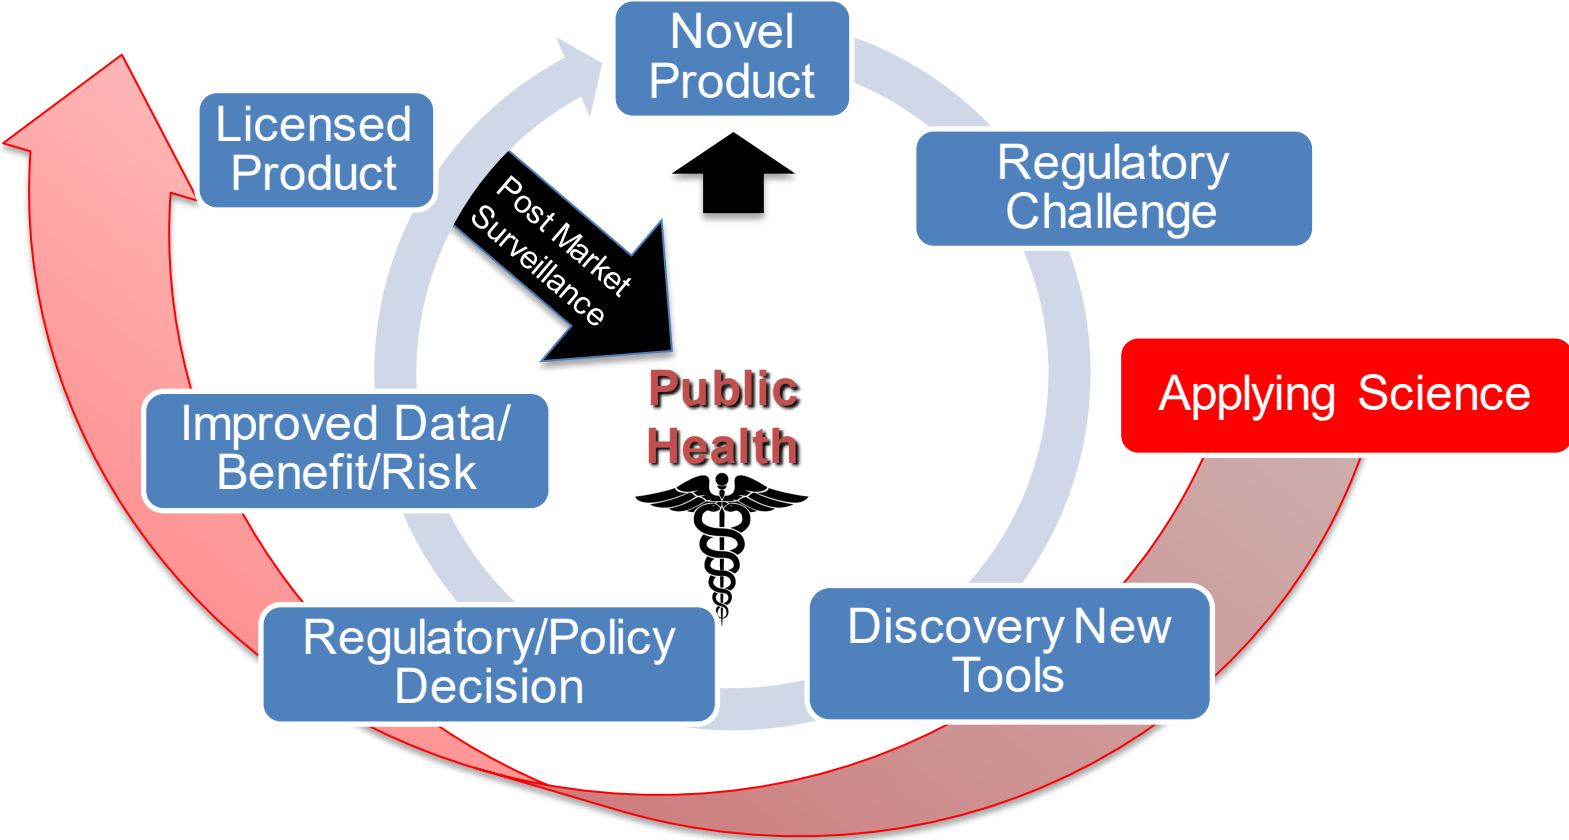 Novel
Product
Licensed
Product
Regulatory
Challenge
Post Market
Surveillance
Applying Science
Public
Health
Improved Data/
Benefit/Risk
Discovery New
Tools
Regulatory/Policy
Decision